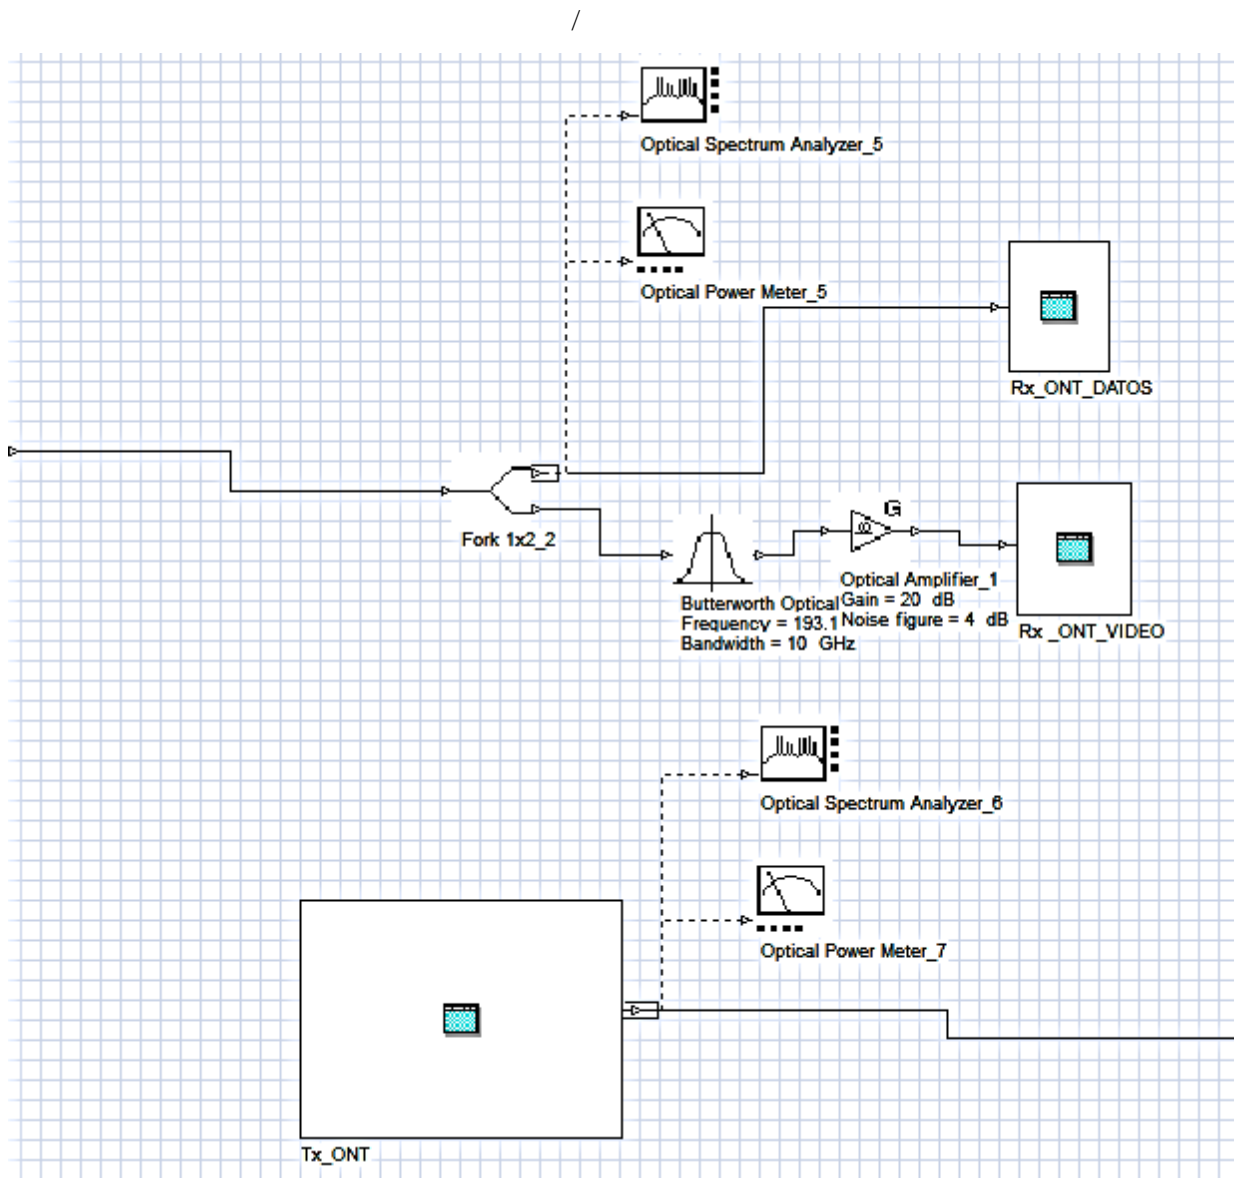 /
Optical Spectrum Analyzer_5
Optical Power Meter_5
Rx_ONT_DATOS
Fork 1x2_2
G
Butterworth Optical
Frequency = 193.1
Bandwidth = 10 GHz
Optical Amplifier_1
Gain = 20 dB
Noise figure = 4 dB
Rx _ONT_VIDEO
Optical Spectrum Analyzer_6
Optical Power Meter_7
Tx_ONT